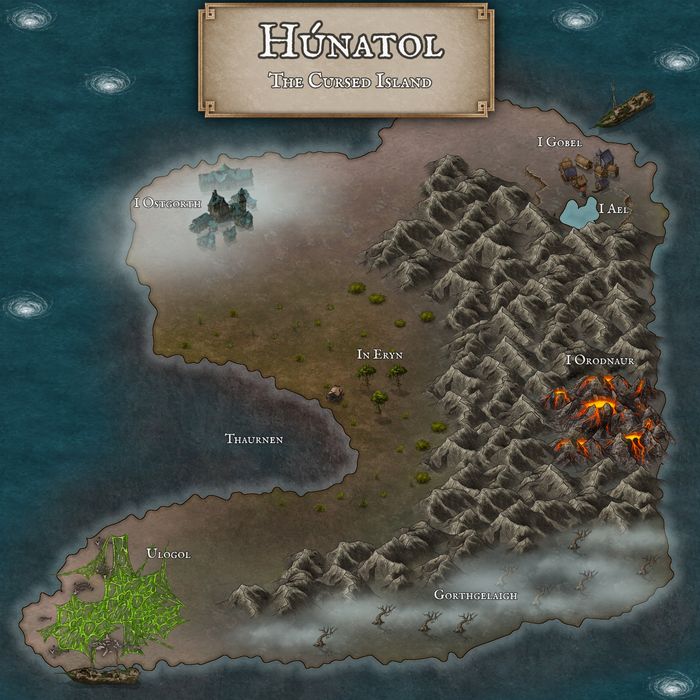 Húnatol
The Cursed Island
I Gobel
I Ostgorth
I Ael
In Eryn
I Orodnaur
Thaurnen
Ulogol
Gorthgelaigh